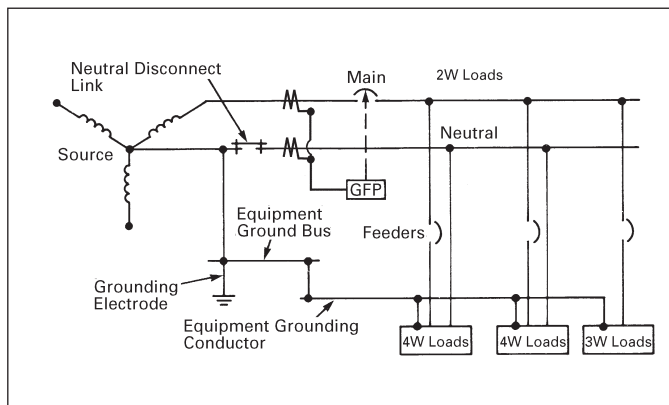 Neutral Disconnect
Link
Main
2W Loads
Source
Neutral
GFP
Equipment
Ground Bus
Feeders
Grounding
Electrode
Equipment Grounding
Conductor
4W Loads
4W Loads
3W Loads